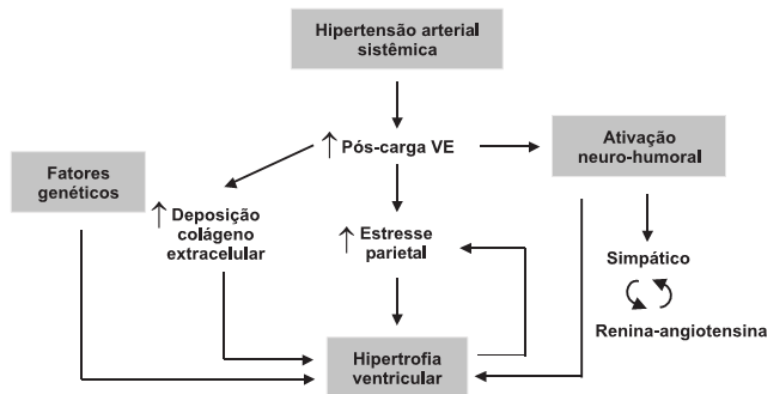 Hipertensão arterial
sistêmica
↑ Pós-carga VE
Ativação
neuro-humoral
Fatores
genéticos
↑ Deposição
colágeno
extracelular
↑ Estresse
parietal
Simpático
Renina-angiotensina
Hipertrofia
ventricular